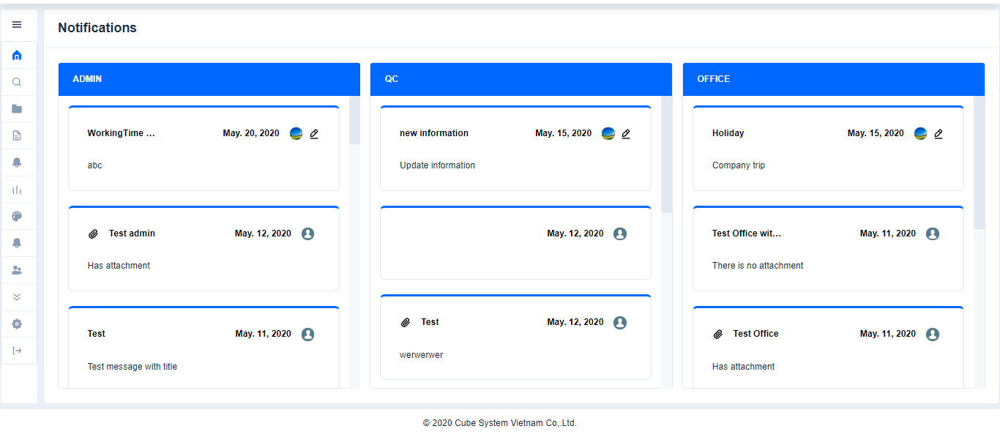 Notifications
ADMIN
WorkingTime ... May. 20, 2020
abc
Test admin May. 12, 2020
Has attachment
Test May. 11, 2020
Test message with title
QC
new information May. 15, 2020
Update information
May. 12, 2020
Test May. 12, 2020
werwerwer
OFFICE
Holiday May. 15, 2020
Company trip
Test Office wit... May. 11, 2020
There is no attachment
Test Office May. 11, 2020
Has attachment
© 2020 Cube System Vietnam Co,.Ltd.